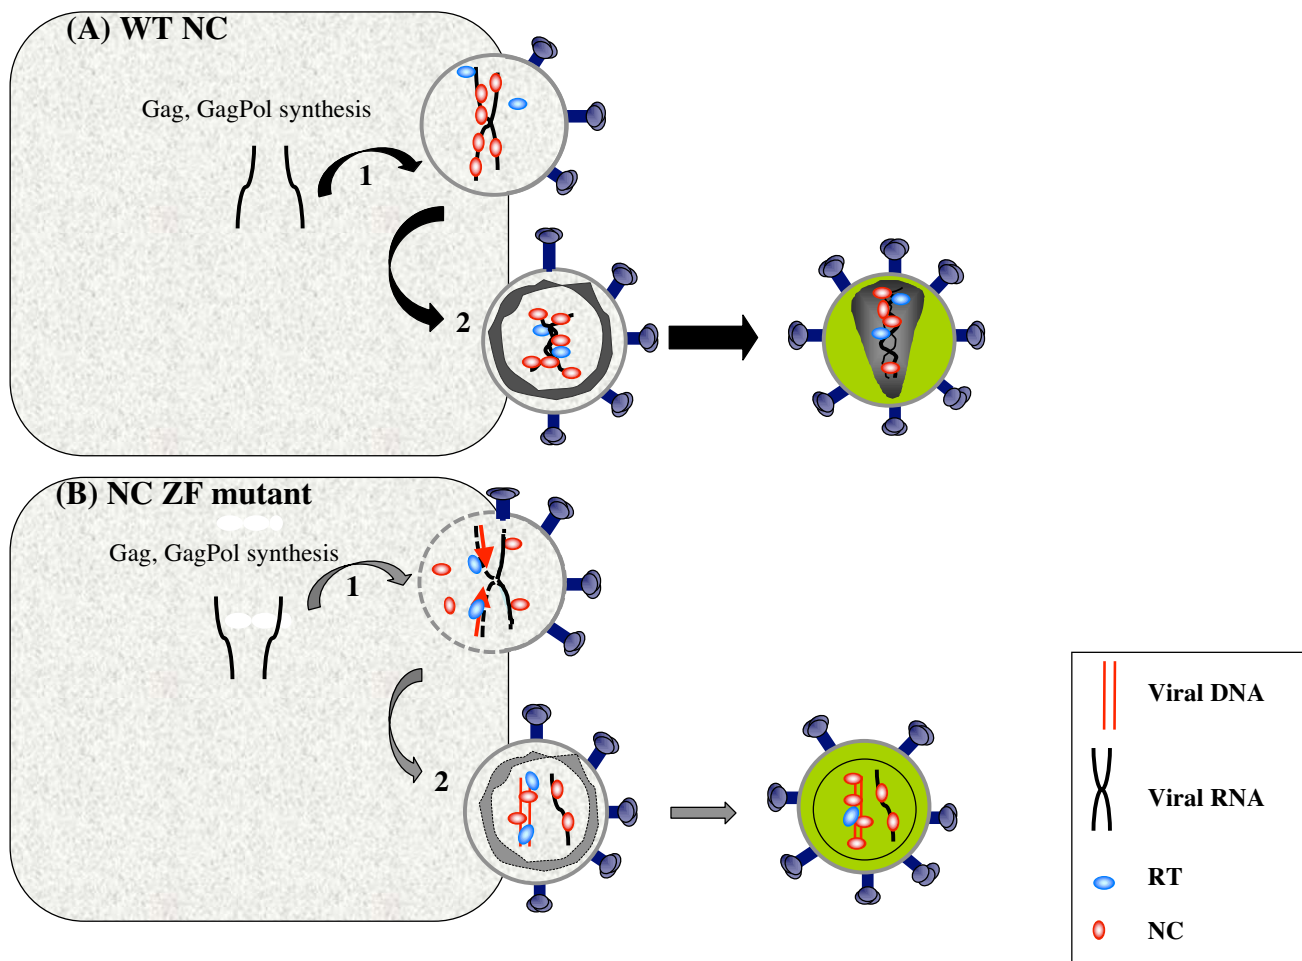 (A) WT NC
Gag, GagPol synthesis
1
2
(B) NC ZF mutant
Gag, GagPol synthesis
1
2
Viral DNA
Viral RNA
RT
NC